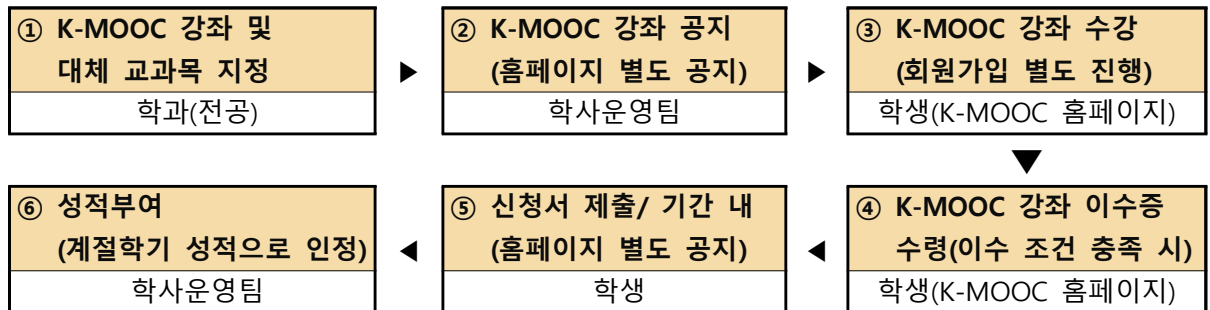 ① K-MOOC 강좌 및
대체 교과목 지정
학과(전공)
▶
② K-MOOC 강좌 공지
(홈페이지 별도 공지)
학사운영팀
▶
③ K-MOOC 강좌 수강
(회원가입 별도 진행)
학생(K-MOOC 홈페이지)
▼
④ K-MOOC 강좌 이수증
수령(이수 조건 충족 시)
학생(K-MOOC 홈페이지)
◀
⑤ 신청서 제출/ 기간 내
(홈페이지 별도 공지)
학생
◀
⑥ 성적부여
(계절학기 성적으로 인정)
학사운영팀